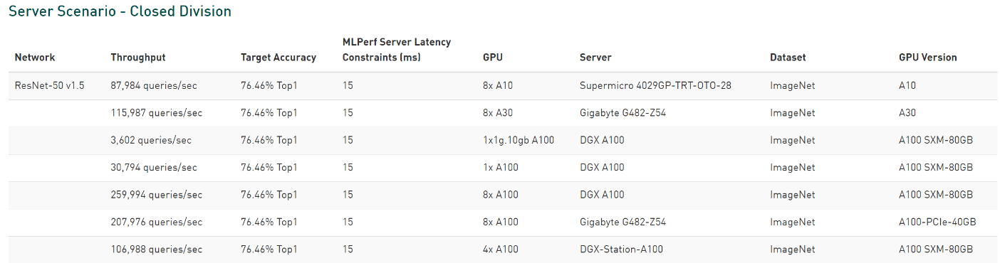 Server Scenario - Closed Division
MLPerf Server Latency
Network Throughput Target Accuracy Constraints (ms) GPU Server Dataset GPU Version
ResNet-50 v1.5 87,984 queries/sec 76.46% Top1 15 8x A10 Supermicro 4029GP-TRT-OTO-28 ImageNet A10
115,987 queries/sec 76.46% Top1 15 8x A30 Gigabyte G482-Z54 ImageNet A30
3,602 queries/sec 76.46% Top1 15 1x1g.10gb A100 DGX A100 ImageNet A100 SXM-80GB
30,794 queries/sec 76.46% Top1 15 1x A100 DGX A100 ImageNet A100 SXM-80GB
259,994 queries/sec 76.46% Top1 15 8x A100 DGX A100 ImageNet A100 SXM-80GB
207,976 queries/sec 76.46% Top1 15 8x A100 Gigabyte G482-Z54 ImageNet A100-PCIe-40GB
106,988 queries/sec 76.46% Top1 15 4x A100 DGX-Station-A100 ImageNet A100 SXM-80GB